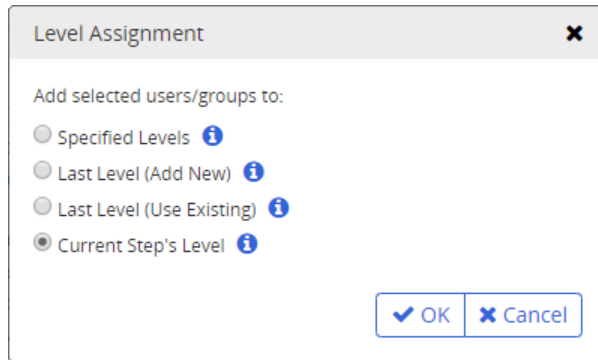 Level Assignment
Add selected users/groups to:
Specified Levels
Last Level (Add New)
Last Level (Use Existing)
Current Step's Level
OK Cancel